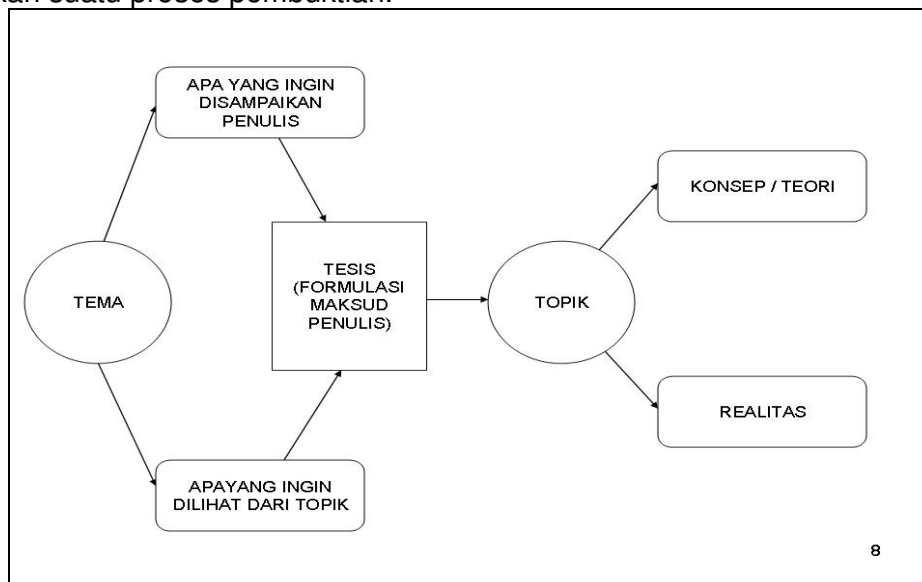 suatu proses pembuktian.
APA YANG INGIN
DISAMPAIKAN
PENULIS
KONSEP / TEORI
TEMA
TESIS
(FORMULASI
MAKSUD
PENULIS)
TOPIK
REALITAS
APAYANG INGIN
DILIHAT DARI TOPIK
8